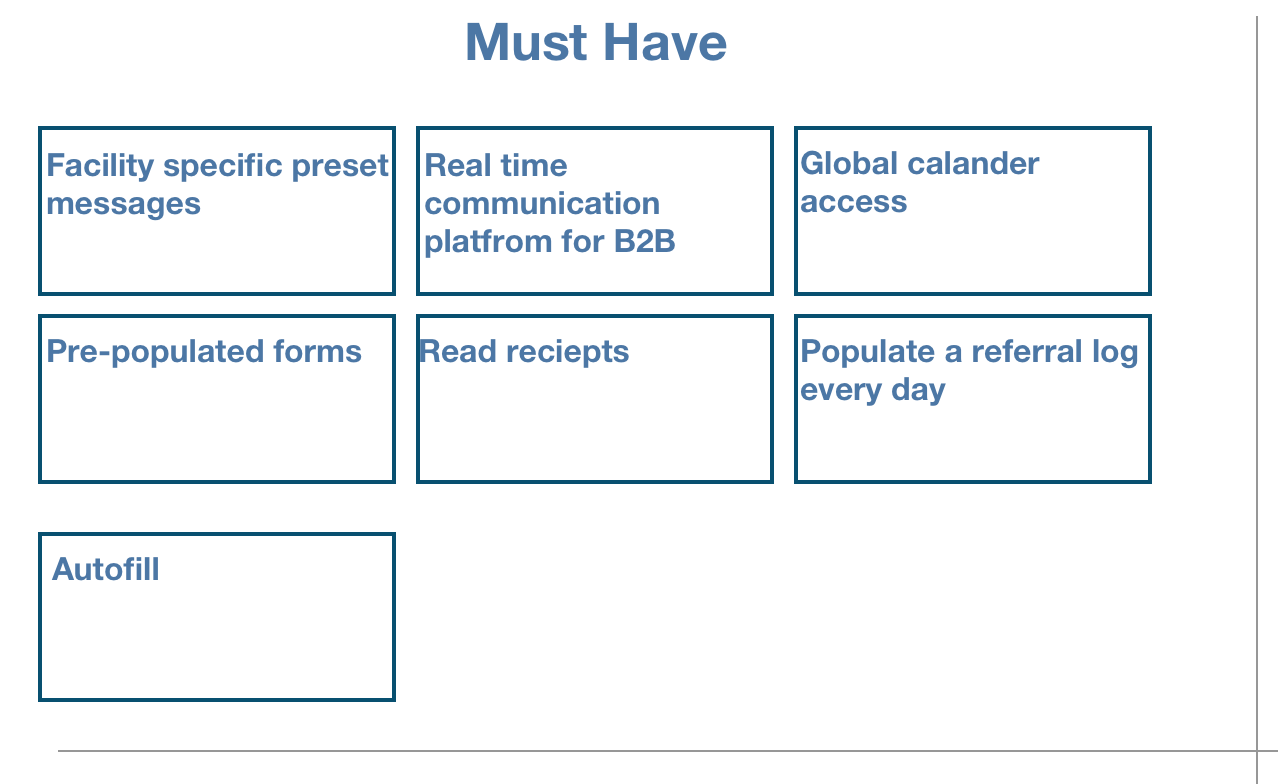 Must Have
Facility specific preset
messages
Real time
communication
platfrom for B2B
Global calander
access
Pre-populated forms
Read reciepts
Populate a referral log
every day
Autofill